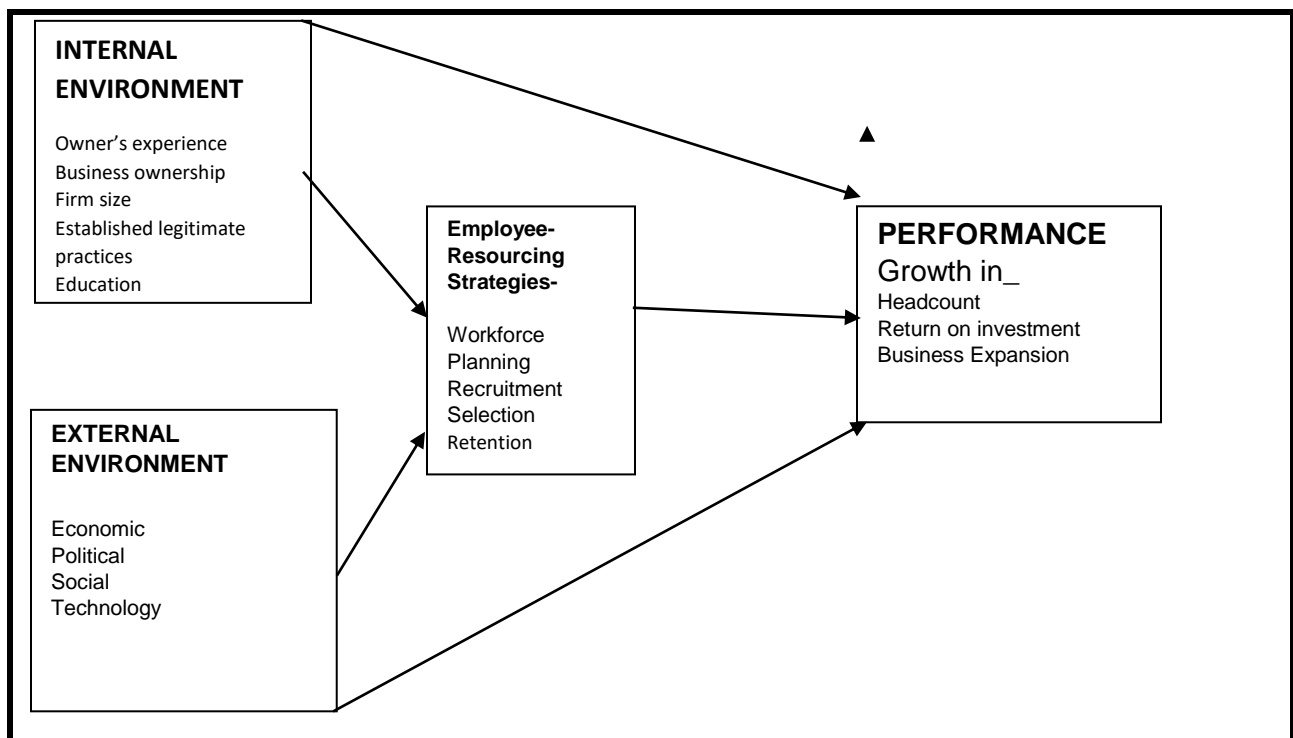 INTERNAL
ENVIRONMENT
Owner’s experience
Business ownership
Firm size
Established legitimate
practices
Education
EXTERNAL
ENVIRONMENT
Economic
Political
Social
Technology
Employee-
Resourcing
Strategies-
Workforce
Planning
Recruitment
Selection
Retention
PERFORMANCE
Growth in_
Headcount
Return on investment
Business Expansion